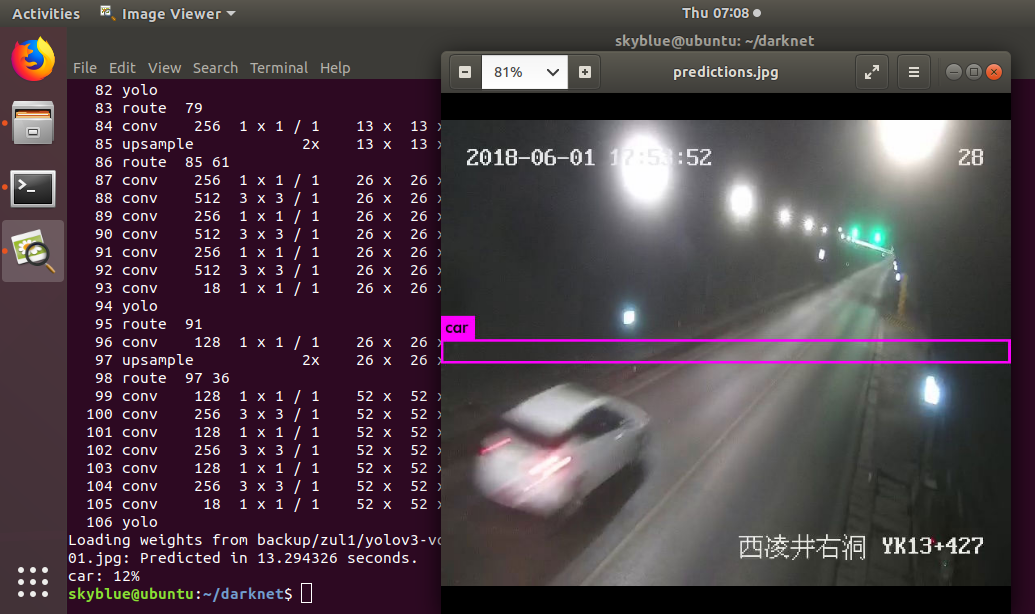 Activities Image Viewer Thu 07:08
skyblue@ubuntu: ~/darknet
File Edit View Search Terminal Help
81% predictions.jpg
82 yolo
83 route 79
84 conv 256 1 x 1 / 1 13 x 13 x
85 upsample 2x 13 x 13 x
86 route 85 61
87 conv 256 1 x 1 / 1 26 x 26 x
88 conv 512 3 x 3 / 1 26 x 26 x
89 conv 256 1 x 1 / 1 26 x 26 x
90 conv 512 3 x 3 / 1 26 x 26 x
91 conv 256 1 x 1 / 1 26 x 26 x
92 conv 512 3 x 3 / 1 26 x 26 x
93 conv 18 1 x 1 / 1 26 x 26 x
94 yolo
95 route 91
96 conv 128 1 x 1 / 1 26 x 26 x
97 upsample 2x 26 x 26 x
98 route 97 36
99 conv 128 1 x 1 / 1 52 x 52 x
100 conv 256 3 x 3 / 1 52 x 52 x
101 conv 128 1 x 1 / 1 52 x 52 x
102 conv 256 3 x 3 / 1 52 x 52 x
103 conv 128 1 x 1 / 1 52 x 52 x
104 conv 256 3 x 3 / 1 52 x 52 x
105 conv 18 1 x 1 / 1 52 x 52 x
106 yolo
Loading weights from backup/zul1/yolov3-vo
01.jpg: Predicted in 13.294326 seconds.
car: 12%
skyblue@ubuntu:~/darknet$
2018-06-01 17:53:52 28
car
西凌井右洞 YK13+427